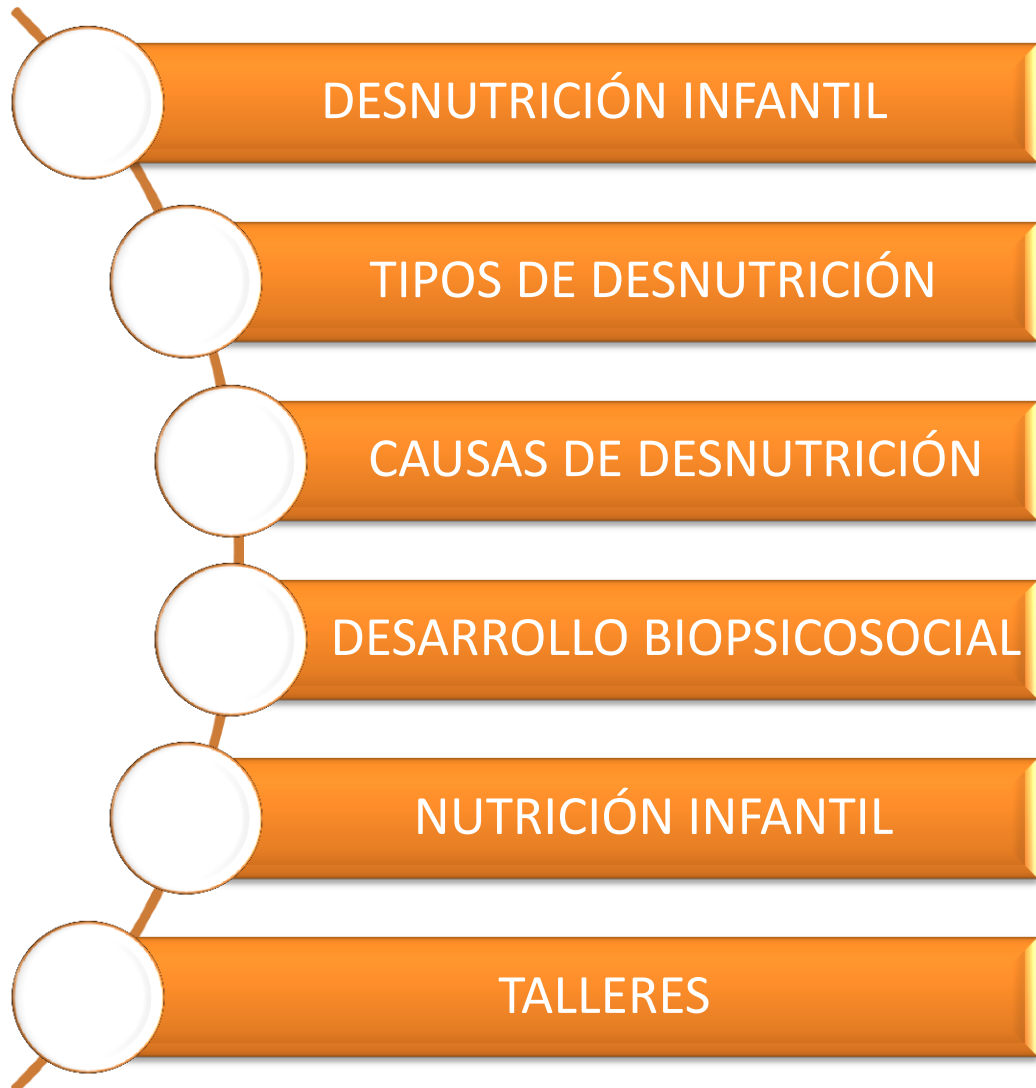 DESNUTRICIÓN INFANTIL
TIPOS DE DESNUTRICIÓN
CAUSAS DE DESNUTRICIÓN
DESARROLLO BIOPSICOSOCIAL
NUTRICIÓN INFANTIL
TALLERES